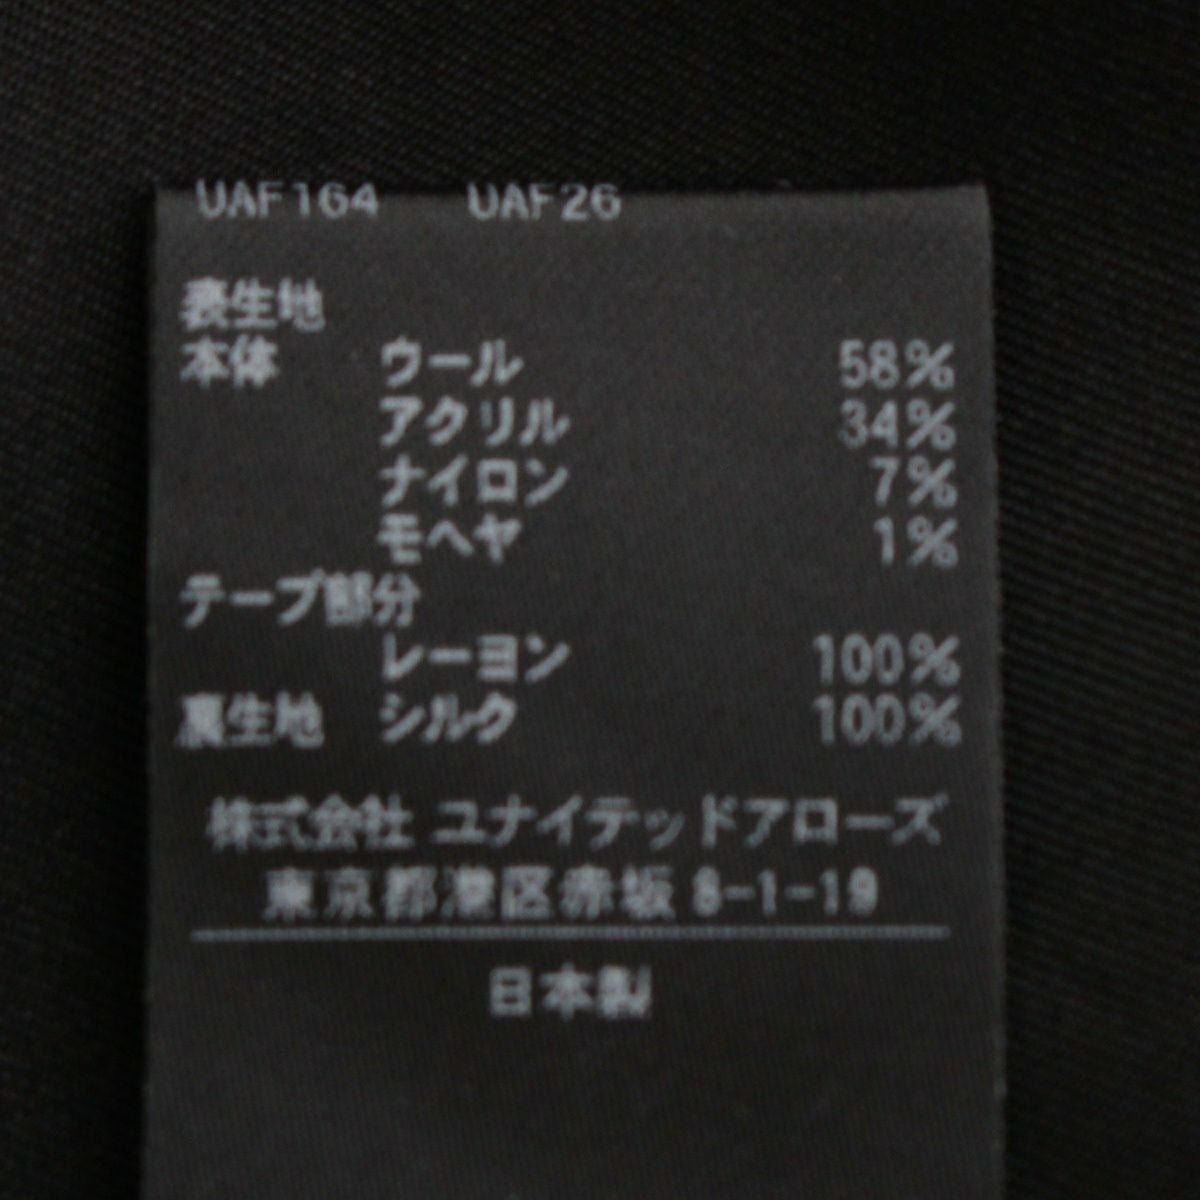 UAF164 UAF26
表生地
本体 ウール 58%
アクリル 34%
ナイロン 7%
モヘヤ 1%
テープ部分
レーヨン 100%
裏生地 シルク 100%
株式会社 ユナイテッドアローズ
東京都港区赤坂 8-1-19
日本製